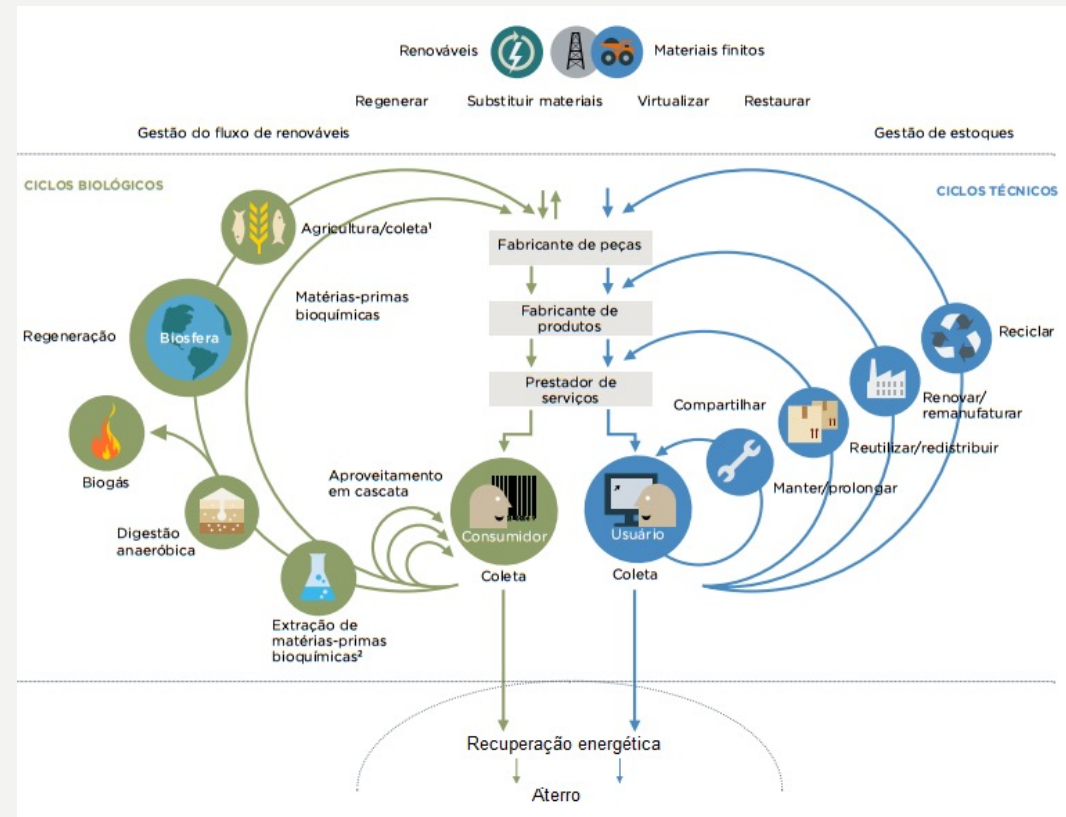 Renováveis
Materiais finitos
Regenerar
Substituir materiais
Virtualizar
Restaurar
Gestão do fluxo de renováveis
Gestão de estoques
CICLOS BIOLÓGICOS
CICLOS TÉCNICOS
Agricultura/coleta¹
Fabricante de peças
Matérias-primas
bioquímicas
Fabricante de
produtos
Regeneração
Biosfera
Reciclar
Prestador de
serviços
Compartilhar
Renovar/
remanufaturar
Reutilizar/redistribuir
Biogás
Aproveitamento
em cascata
Manter/prolongar
Digestão
anaeróbica
Consumidor
Usuário
Coleta
Coleta
Extração de
matérias-primas
bioquímicas²
Recuperação energética
Aterro